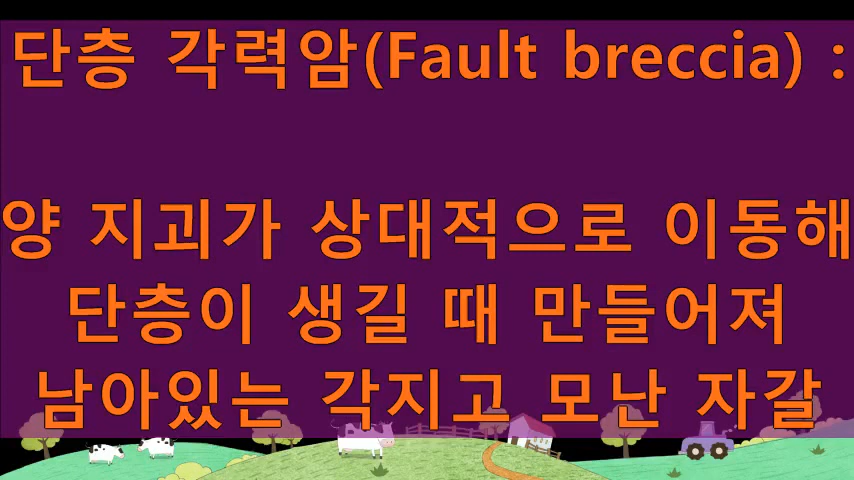 단층 각력암(Fault breccia) :
양 지괴가 상대적으로 이동해
단층이 생길 때 만들어져
남아있는 각지고 모난 자갈